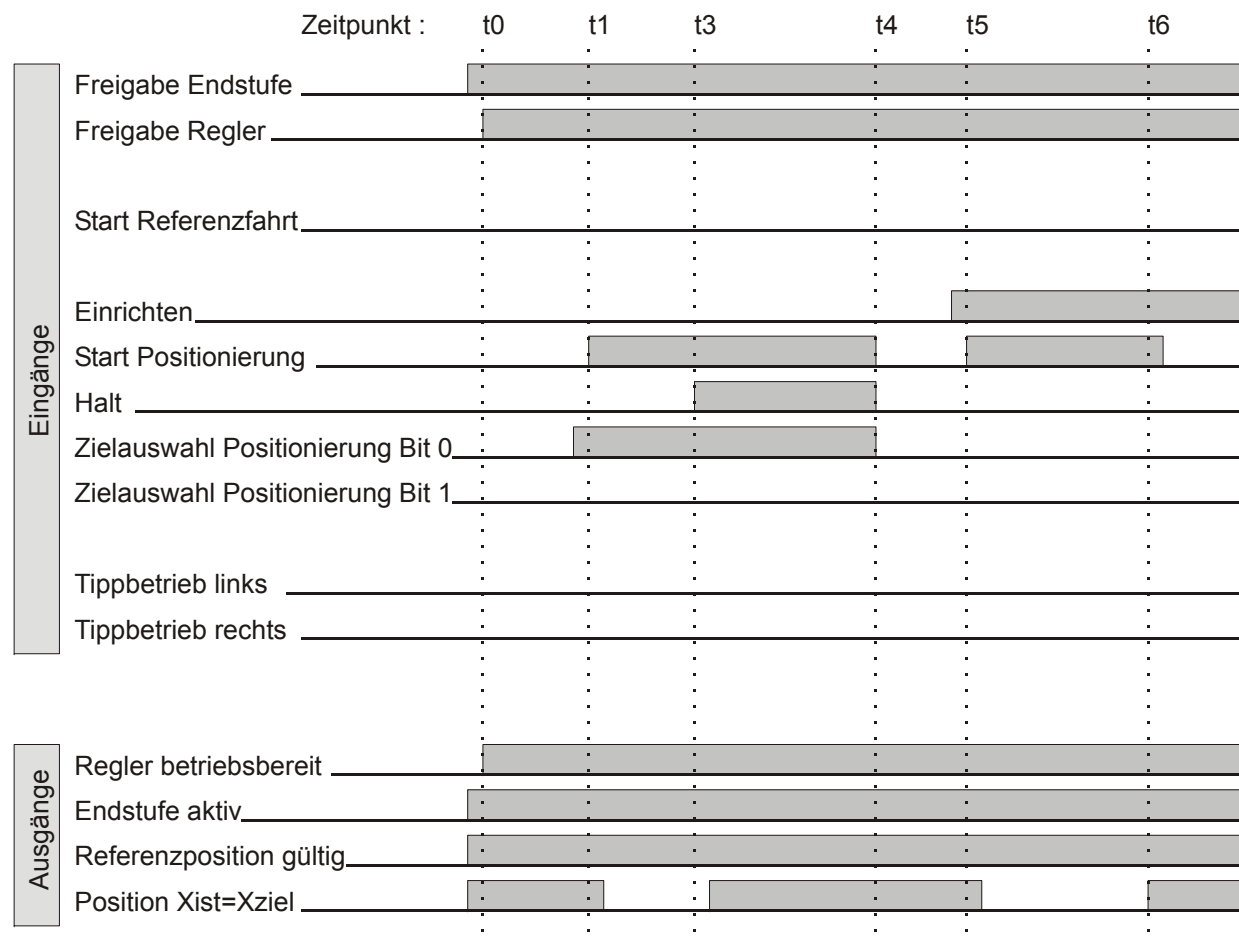 Zeitpunkt : t0 t1 t3 t4 t5 t6
Eingänge
Freigabe Endstufe
Freigabe Regler
Start Referenzfahrt
Einrichten
Start Positionierung
Halt
Zielauswahl Positionierung Bit 0
Zielauswahl Positionierung Bit 1
Tippbetrieb links
Tippbetrieb rechts
Ausgänge
Regler betriebsbereit
Endstufe aktiv
Referenzposition gültig
Position Xist=Xziel